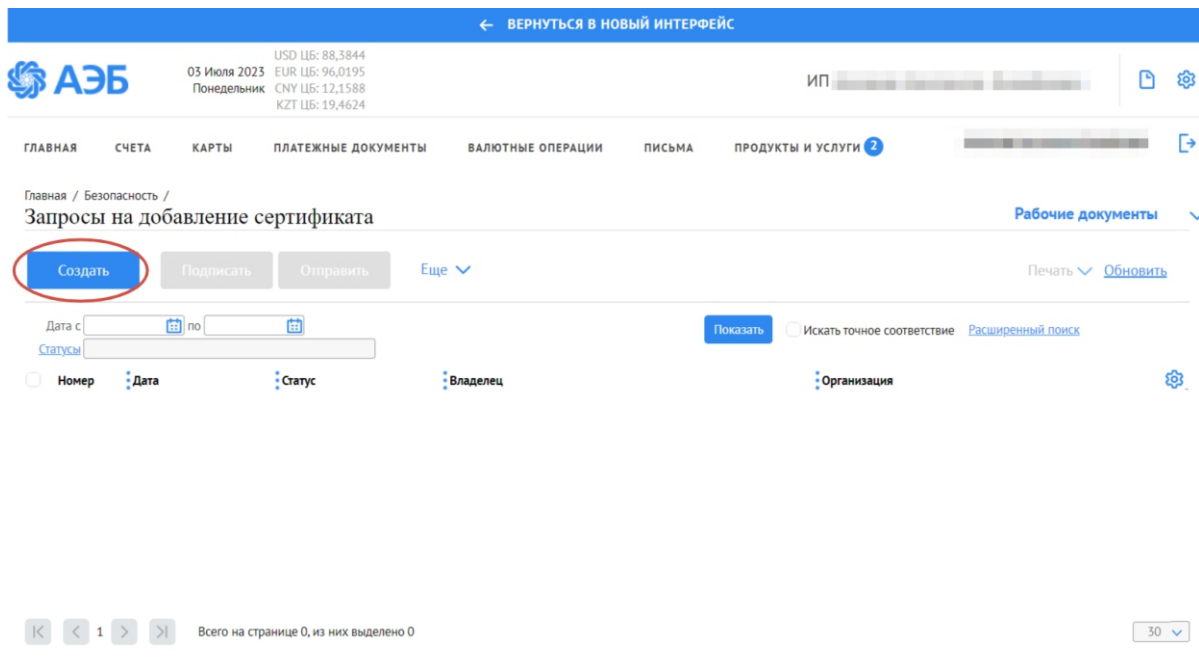 ← ВЕРНУТЬСЯ В НОВЫЙ ИНТЕРФЕЙС
АЭБ
03 Июля 2023
Понедельник
USD ЦБ: 88,3844
EUR ЦБ: 96,0195
CNY ЦБ: 12,1588
KZT ЦБ: 19,4624
ИП
ГЛАВНАЯ СЧЕТА КАРТЫ ПЛАТЕЖНЫЕ ДОКУМЕНТЫ ВАЛЮТНЫЕ ОПЕРАЦИИ ПИСЬМА ПРОДУКТЫ И УСЛУГИ 2
Главная / Безопасность /
Запросы на добавление сертификата
Рабочие документы
Создать Подписать Отправить Еще Печать Обновить
Дата с по Показать Искать точное соответствие Расширенный поиск
Статусы
Номер Дата Статус Владелец Организация
1 Всего на странице 0, из них выделено 0 30